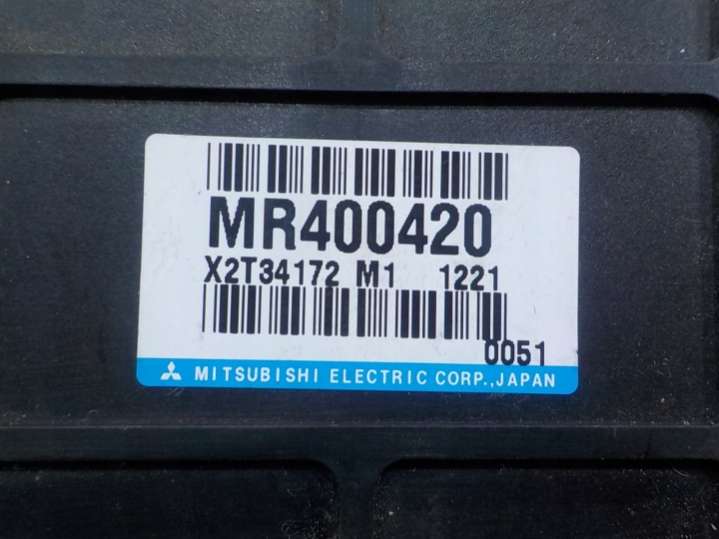 MR400420
X2T34172 M1 1221
0051
MITSUBISHI ELECTRIC CORP.,JAPAN